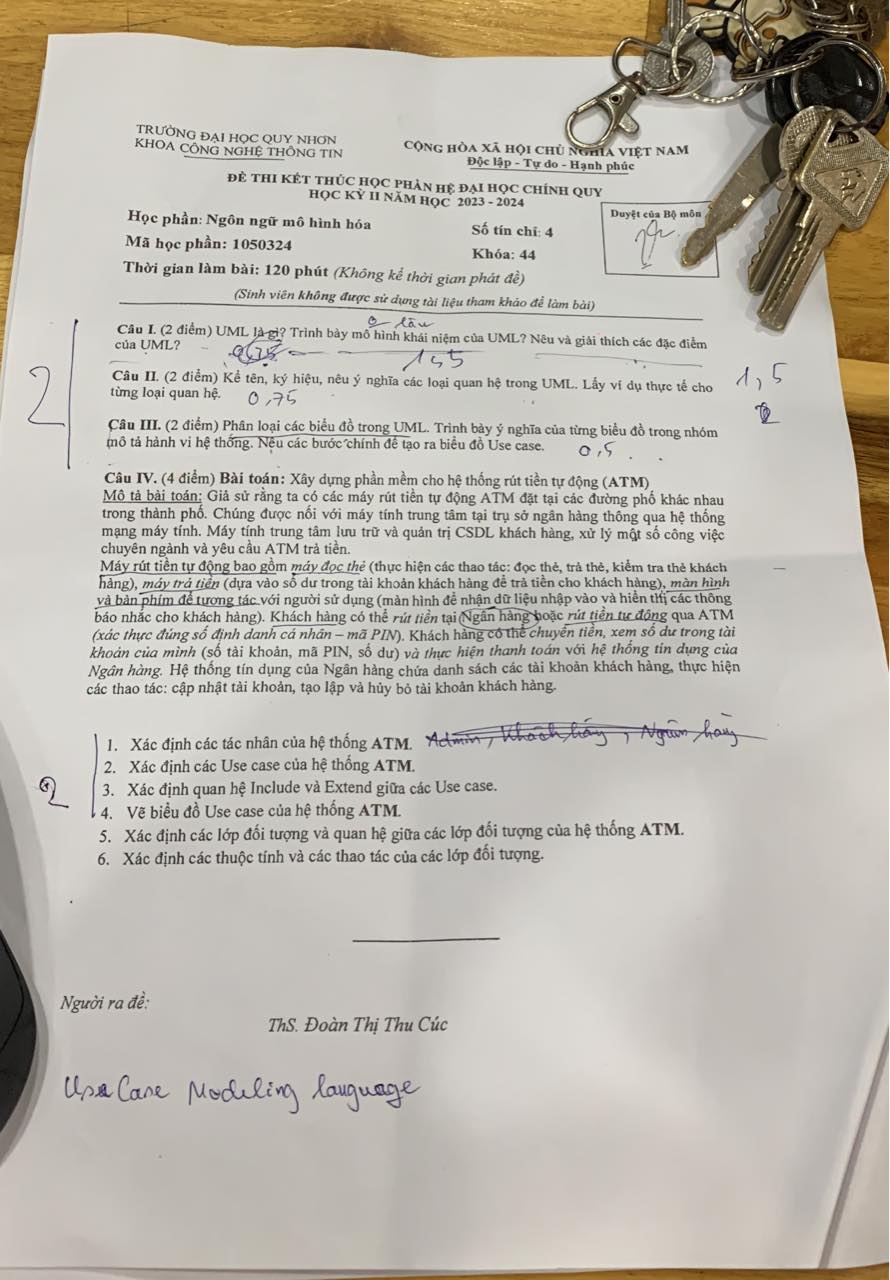 TRƯỜNG ĐẠI HỌC QUY NHƠN
KHOA CÔNG NGHỆ THÔNG TIN
CỘNG HÒA XÃ HỘI CHỦ NGHĨA VIỆT NAM
Độc lập - Tự do - Hạnh phúc
ĐỀ THI KẾT THÚC HỌC PHẦN HỆ ĐẠI HỌC CHÍNH QUY
HỌC KỲ II NĂM HỌC 2023 - 2024
Học phần: Ngôn ngữ mô hình hóa
Số tín chỉ: 4
Duyệt của Bộ môn
Mã học phần: 1050324
Khóa: 44
Thời gian làm bài: 120 phút (Không kể thời gian phát đề)
(Sinh viên không được sử dụng tài liệu tham khảo để làm bài)
Câu I. (2 điểm) UML là gì? Trình bày mô hình khái niệm của UML? Nêu và giải thích các đặc điểm
của UML?
1,5
2
Câu II. (2 điểm) Kể tên, ký hiệu, nêu ý nghĩa các loại quan hệ trong UML. Lấy ví dụ thực tế cho
từng loại quan hệ.
0,75
1,5
Câu III. (2 điểm) Phân loại các biểu đồ trong UML. Trình bày ý nghĩa của từng biểu đồ trong nhóm
mô tả hành vi hệ thống. Nêu các bước chính để tạo ra biểu đồ Use case.
0,5
Câu IV. (4 điểm) Bài toán: Xây dựng phần mềm cho hệ thống rút tiền tự động (ATM)
Mô tả bài toán: Giả sử rằng ta có các máy rút tiền tự động ATM đặt tại các đường phố khác nhau
trong thành phố. Chúng được nối với máy tính trung tâm tại trụ sở ngân hàng thông qua hệ thống
mạng máy tính. Máy tính trung tâm lưu trữ và quản trị CSDL khách hàng, xử lý một số công việc
chuyên ngành và yêu cầu ATM trả tiền.
Máy rút tiền tự động bao gồm máy đọc thẻ (thực hiện các thao tác: đọc thẻ, trả thẻ, kiểm tra thẻ khách
hàng), máy trả tiền (dựa vào số dư trong tài khoản khách hàng để trả tiền cho khách hàng), màn hình
và bàn phím để tương tác với người sử dụng (màn hình để nhận dữ liệu nhập vào và hiển thị các thông
báo nhắc cho khách hàng). Khách hàng có thể rút tiền tại Ngân hàng hoặc rút tiền tự động qua ATM
(xác thực đúng số định danh cá nhân – mã PIN). Khách hàng có thể chuyển tiền, xem số dư trong tài
khoản của mình (số tài khoản, mã PIN, số dư) và thực hiện thanh toán với hệ thống tín dụng của
Ngân hàng. Hệ thống tín dụng của Ngân hàng chứa danh sách các tài khoản khách hàng, thực hiện
các thao tác: cập nhật tài khoản, tạo lập và hủy bỏ tài khoản khách hàng.
1. Xác định các tác nhân của hệ thống ATM. Admin, Khách hàng, Ngân hàng
2. Xác định các Use case của hệ thống ATM.
2
3. Xác định quan hệ Include và Extend giữa các Use case.
4. Vẽ biểu đồ Use case của hệ thống ATM.
5. Xác định các lớp đối tượng và quan hệ giữa các lớp đối tượng của hệ thống ATM.
6. Xác định các thuộc tính và các thao tác của các lớp đối tượng.
Người ra đề:
ThS. Đoàn Thị Thu Cúc
Use Case Modeling language